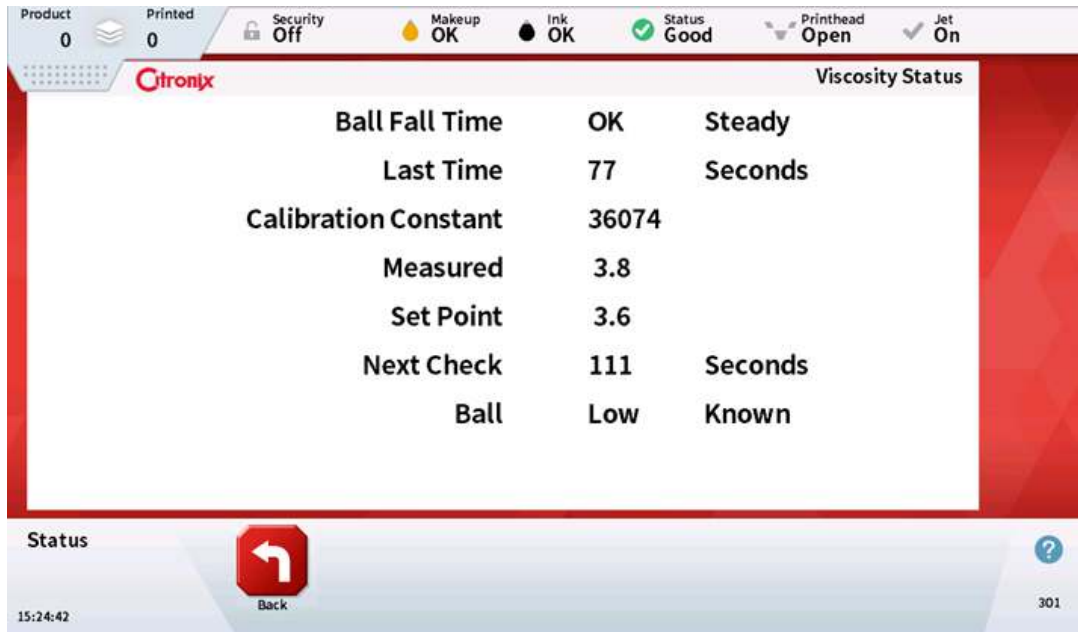 Product Printed Security Makeup Ink Status Printhead Jet
0 0 Off OK OK Good Open On
Citronix Viscosity Status
Ball Fall Time OK Steady
Last Time 77 Seconds
Calibration Constant 36074
Measured 3.8
Set Point 3.6
Next Check 111 Seconds
Ball Low Known
Status
?
Back
15:24:42 301